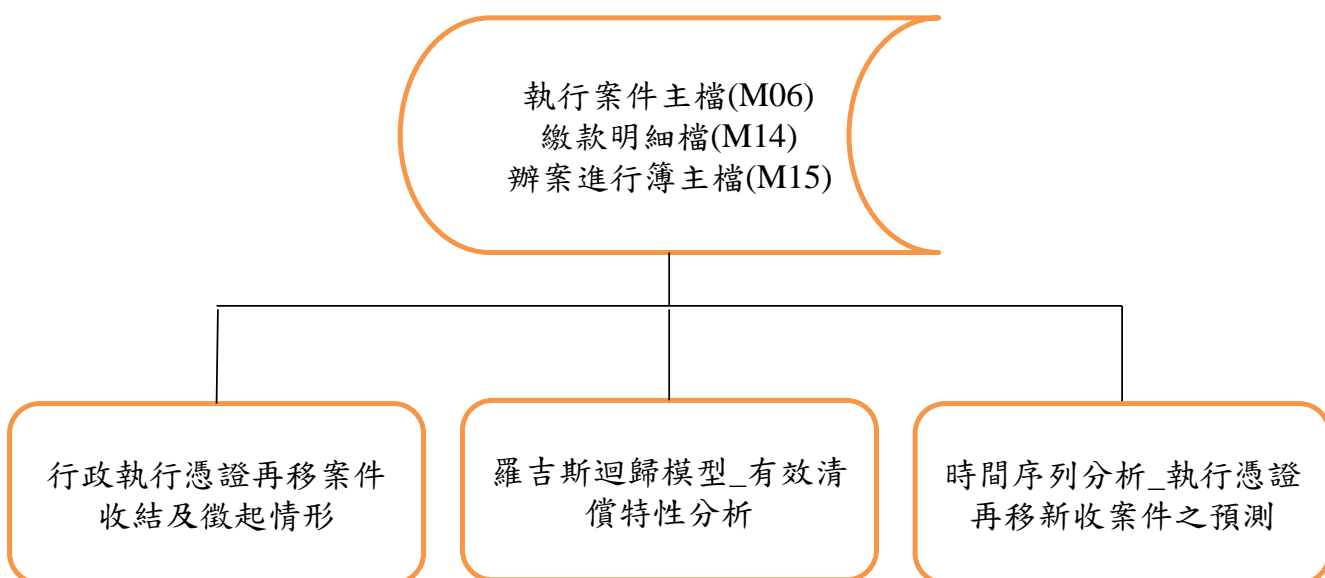 執行案件主檔(M06)
繳款明細檔(M14)
辦案進行簿主檔(M15)
行政執行憑證再移案件
收結及徵起情形
羅吉斯迴歸模型_有效清
償特性分析
時間序列分析_執行憑證
再移新收案件之預測